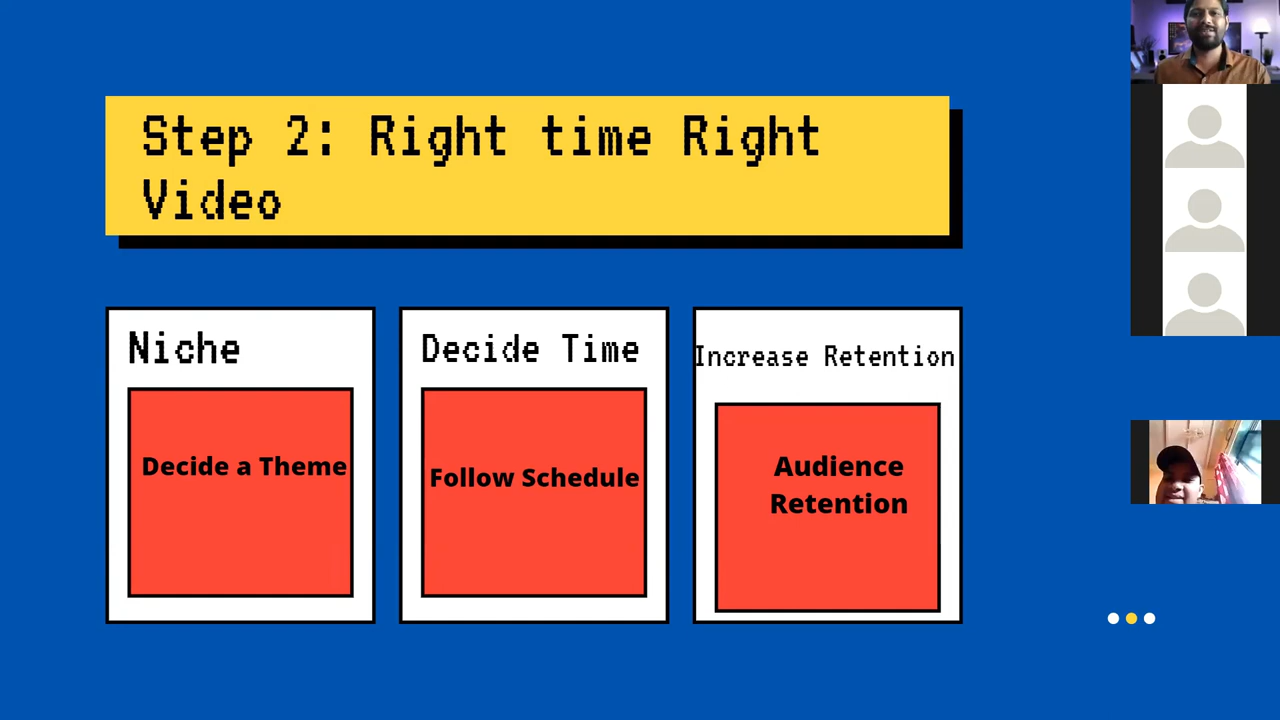 Step 2: Right time Right
Video
Niche
Decide a Theme
Decide Time
Follow Schedule
Increase Retention
Audience
Retention